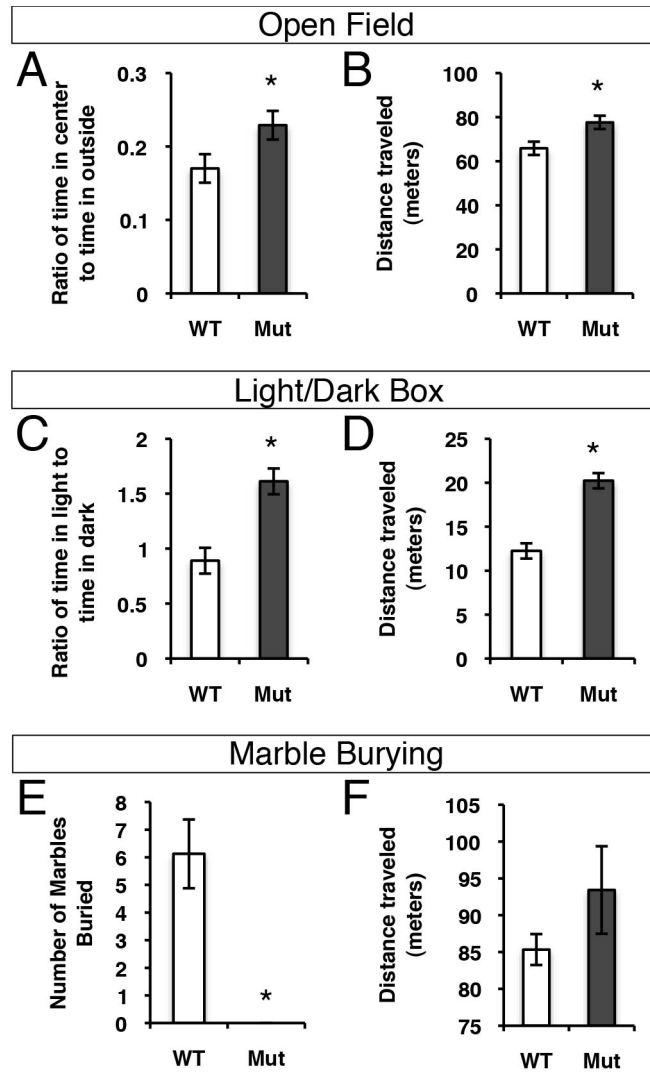 Open Field
A
Ratio of time in center
to time in outside
0.3
0.2
0.1
0
*
WT Mut
B
Distance traveled
(meters)
100
80
60
40
20
0
*
WT Mut
Light/Dark Box
C
Ratio of time in light to
time in dark
2
1.5
1
0.5
0
*
WT Mut
D
Distance traveled
(meters)
25
20
15
10
5
0
*
WT Mut
Marble Burying
E
Number of Marbles
Buried
8
7
6
5
4
3
2
1
0
*
WT Mut
F
Distance traveled
(meters)
105
100
95
90
85
80
75
WT Mut